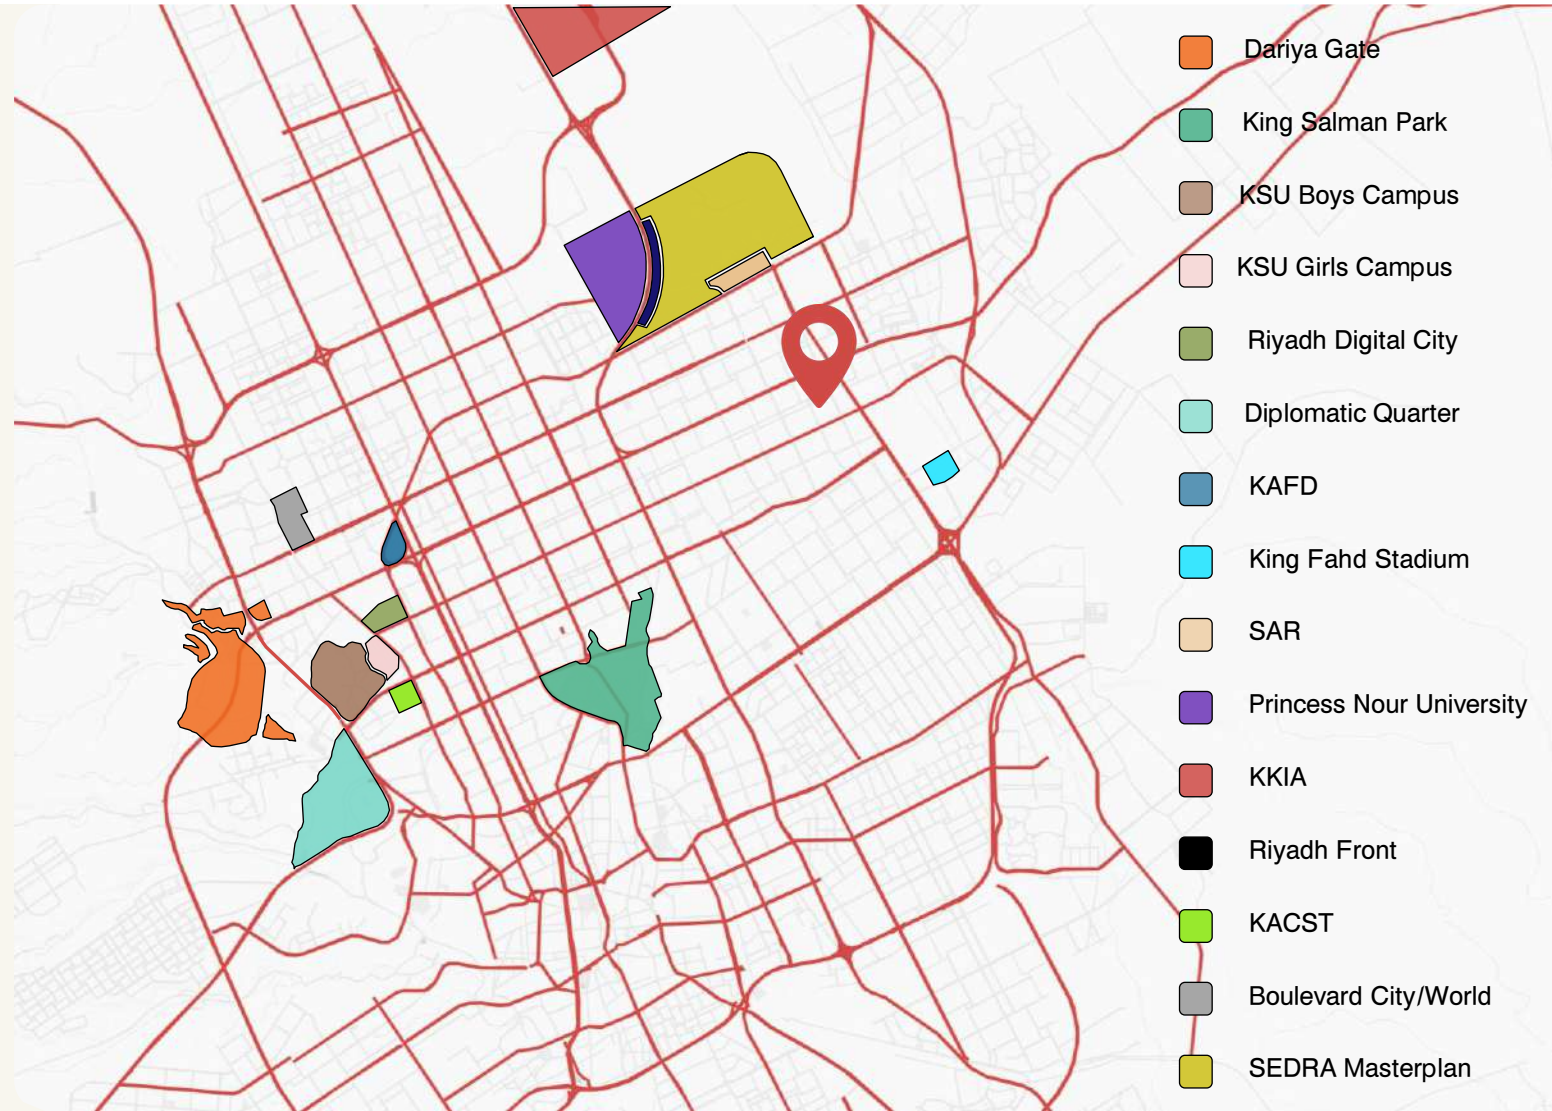 Dariya Gate
King Salman Park
KSU Boys Campus
KSU Girls Campus
Riyadh Digital City
Diplomatic Quarter
KAFD
King Fahd Stadium
SAR
Princess Nour University
KKIA
Riyadh Front
KACST
Boulevard City/World
SEDRA Masterplan